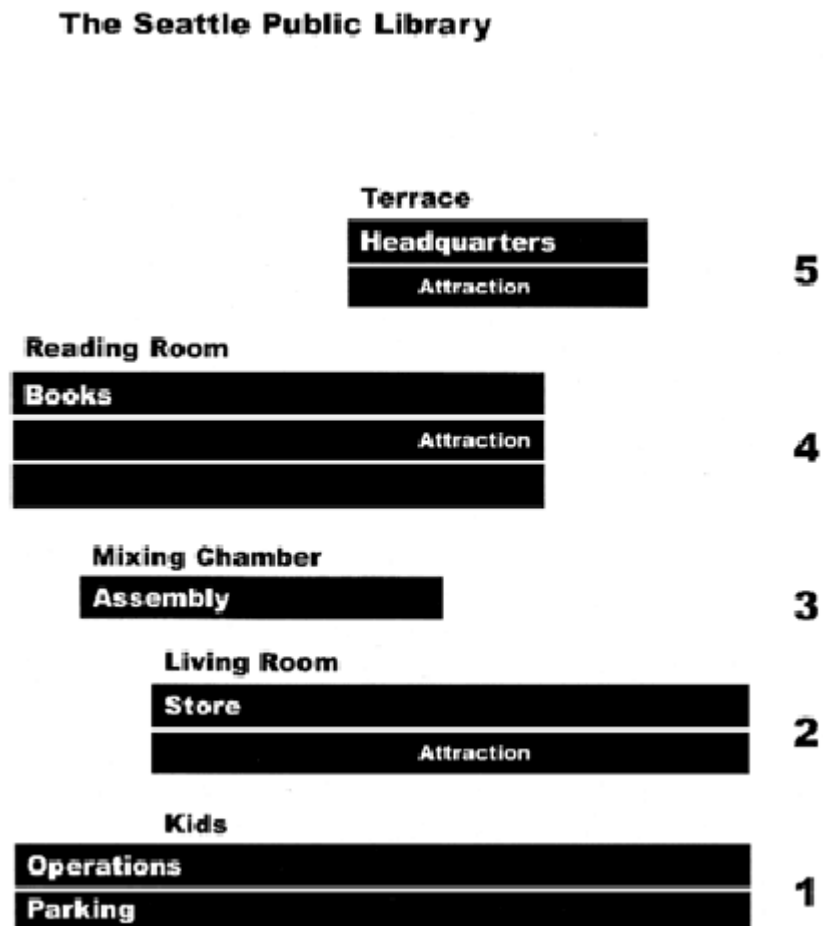 The Seattle Public Library
Terrace
Headquarters
Attraction
5
Reading Room
Books
Attraction
4
Mixing Chamber
Assembly
3
Living Room
Store
2
Attraction
Kids
Operations
1
Parking